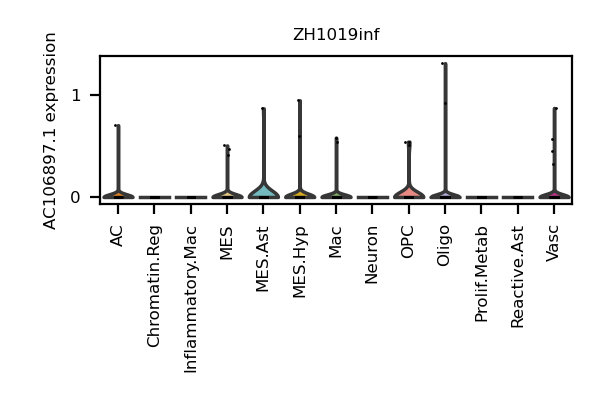 ZH1019inf
AC106897.1 expression
1
0
AC
Chromatin.Reg
Inflammatory.Mac
MES
MES.Ast
MES.Hyp
Mac
Neuron
OPC
Oligo
Prolif.Metab
Reactive.Ast
Vasc